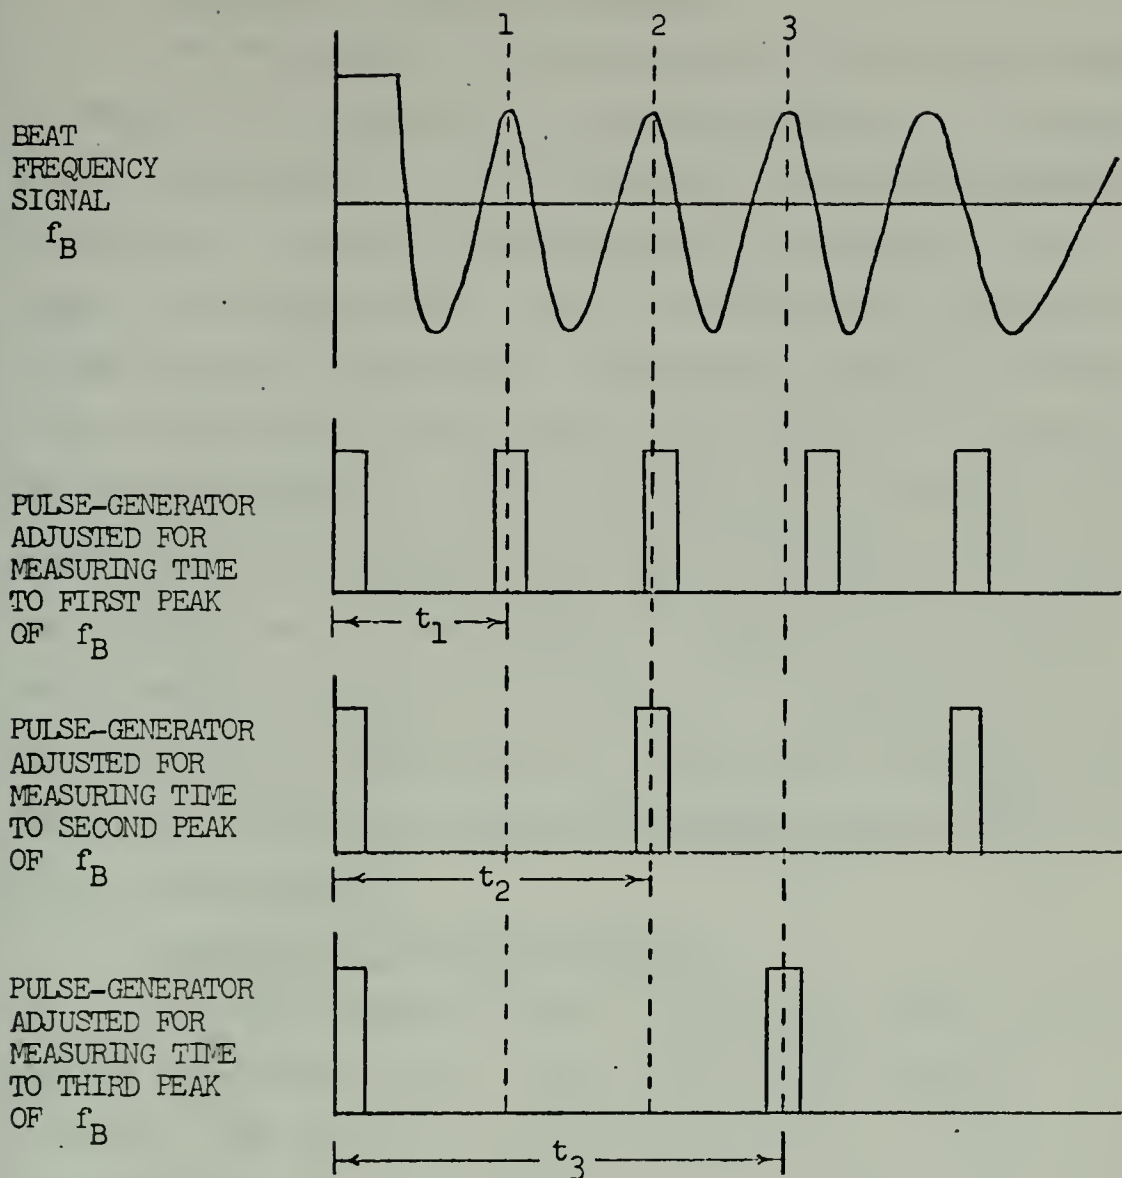 1 2 3
BEAT
FREQUENCY
SIGNAL
f_B
PULSE-GENERATOR
ADJUSTED FOR
MEASURING TIME
TO FIRST PEAK
OF f_B
t_1
PULSE-GENERATOR
ADJUSTED FOR
MEASURING TIME
TO SECOND PEAK
OF f_B
t_2
PULSE-GENERATOR
ADJUSTED FOR
MEASURING TIME
TO THIRD PEAK
OF f_B
t_3